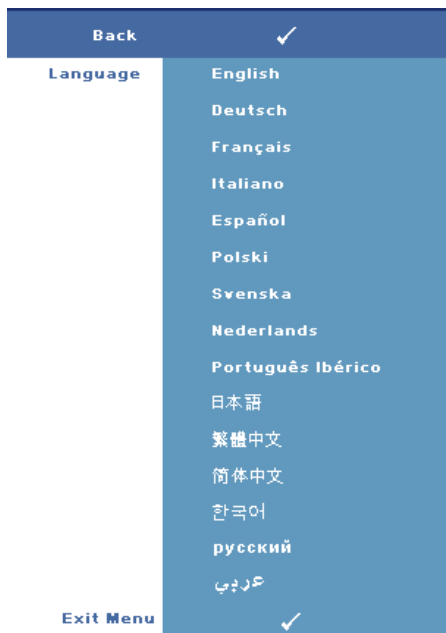 Back ✓
Language English
Deutsch
Français
Italiano
Español
Polski
Svenska
Nederlands
Português Ibérico
日本語
繁體中文
简体中文
한국어
русский
عربي
Exit Menu ✓